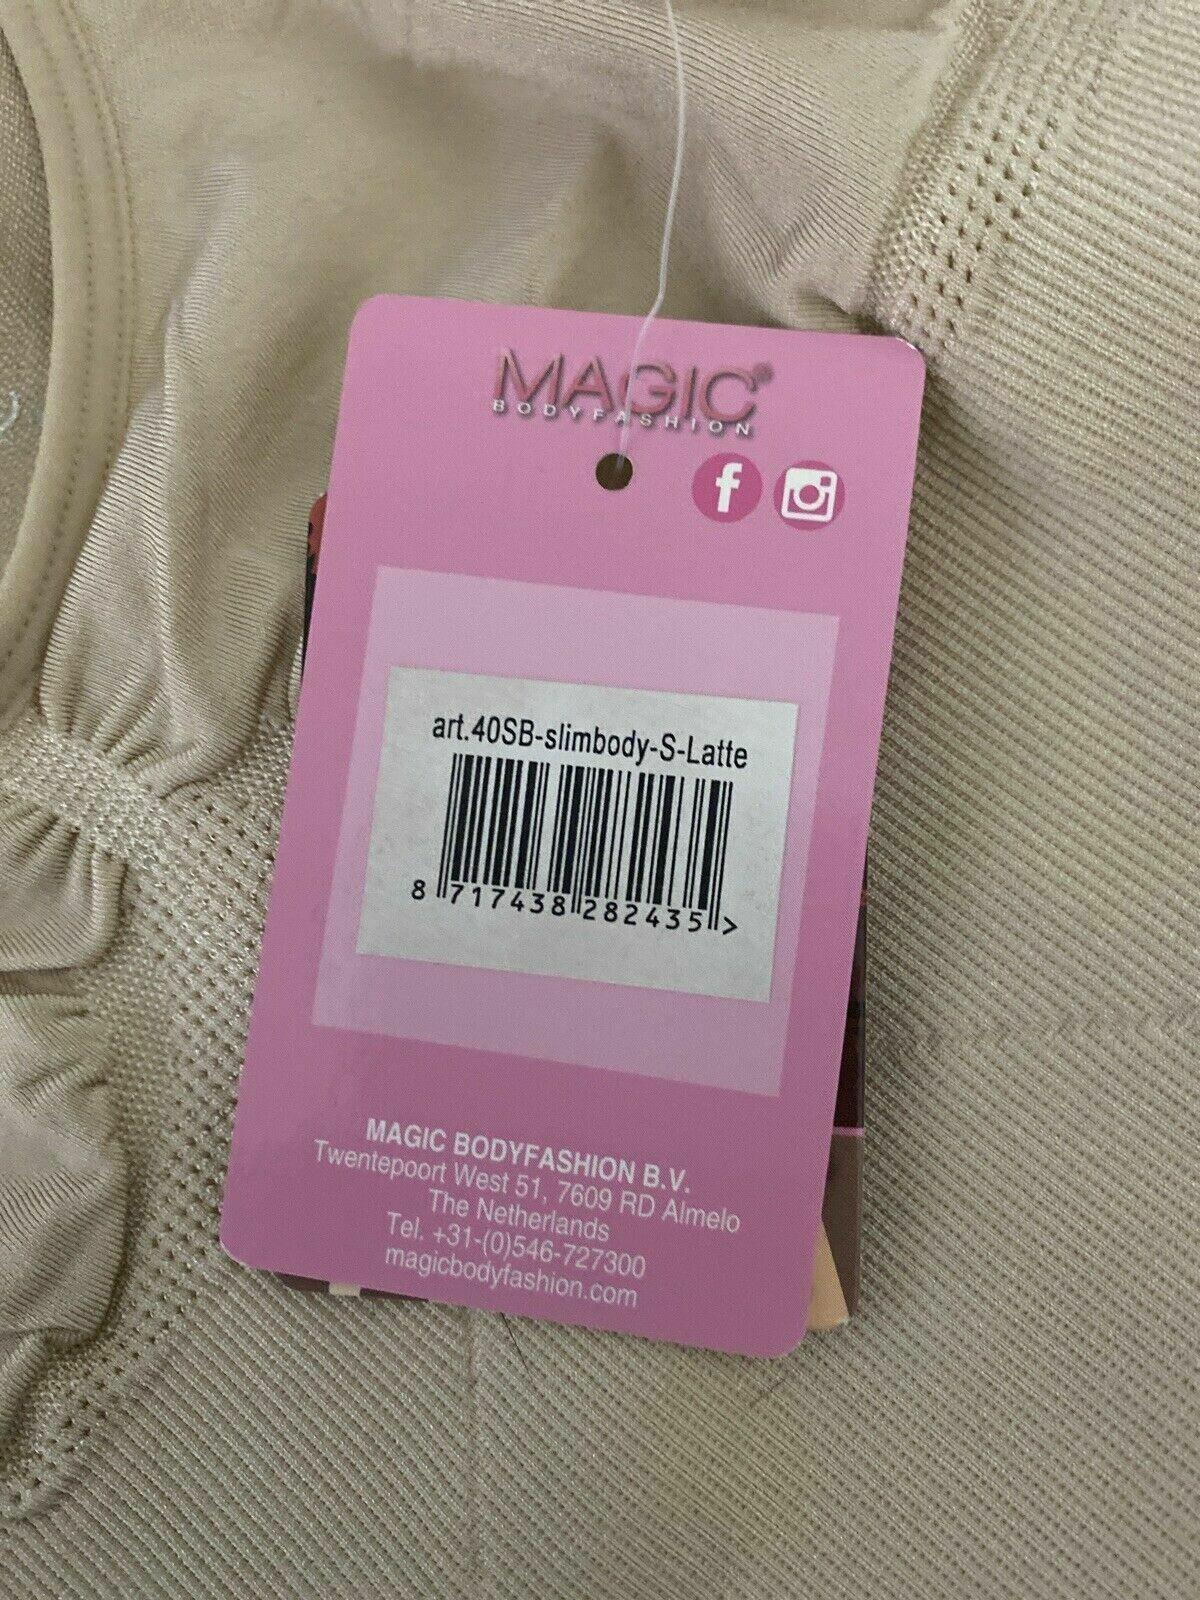 MAGIC®
BODYFASHION
art.40SB-slimbody-S-Latte
8 717438 282435 >
MAGIC BODYFASHION B.V.
Twentepoort West 51, 7609 RD Almelo
The Netherlands
Tel. +31-(0)546-727300
magicbodyfashion.com